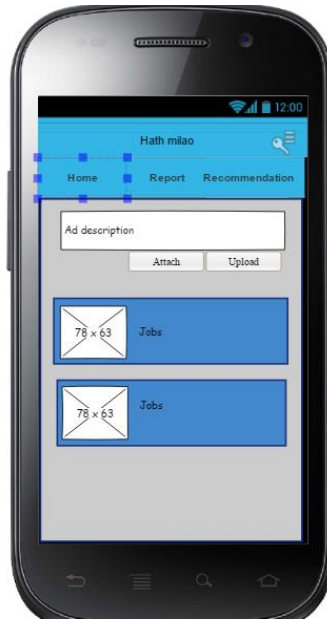 12:00
Hath milao
Home Report Recommendation
Ad description
Attach Upload
78 x 63 Jobs
78 x 63 Jobs